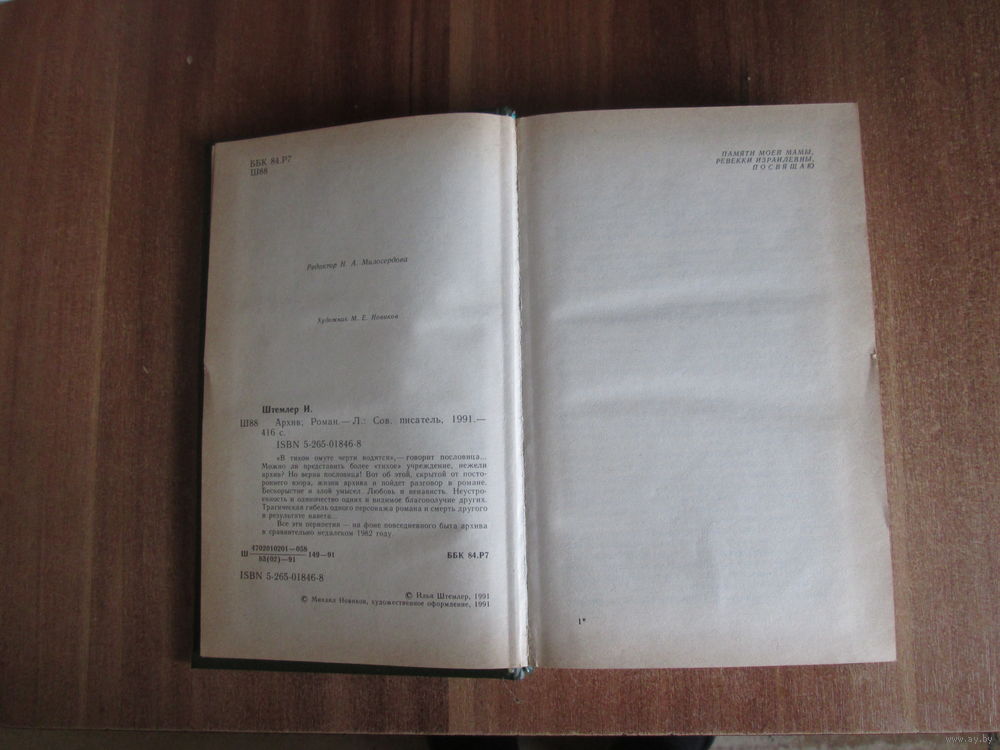 ББК 84.Р7
Ш88
Редактор Н. А. Милосердова
Художник М. Е. Новиков
Штемлер И.
Ш88 Архив, Роман.— Л.: Сов. писатель, 1991.—
416 с.
ISBN 5-265-01846-8
«В тихом омуте черти водятся»,— говорит пословица...
Можно ли представить более «тихое» учреждение, нежели
архив? Но верна пословица! Вот об этой, скрытой от посто-
роннего взора, жизни архива и пойдет разговор в романе.
Бескорыстие и злой умысел. Любовь и ненависть. Неустро-
енность и одиночество одних и видимое благополучие других.
Трагическая гибель одного персонажа романа и смерть другого
в результате навета...
Все эти перипетии — на фоне повседневного быта архива
в сравнительно недалеком 1982 году.
Ш 4702010201—058 149—91 ББК 84.Р7
83(02)—91
ISBN 5-265-01846-8
© Илья Штемлер, 1991
© Михаил Новиков, художественное оформление, 1991
ПАМЯТИ МОЕЙ МАМЫ,
РЕВЕККИ ИЗРАИЛЕВНЫ,
ПОСВЯЩАЮ
1*
www.ay.by